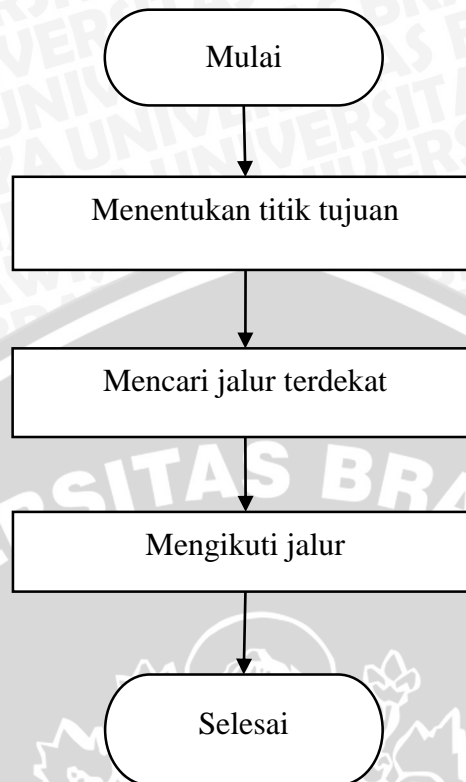 Mulai
Menentukan titik tujuan
Mencari jalur terdekat
Mengikuti jalur
Selesai